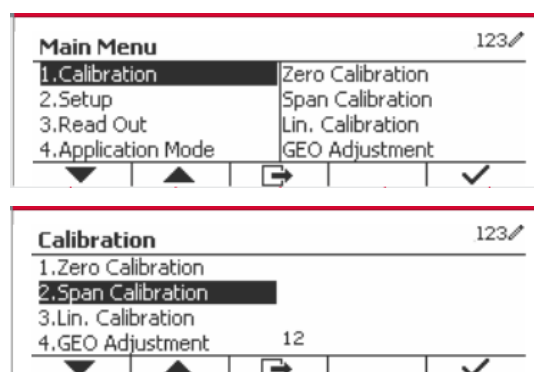 Main Menu 123
1.Calibration Zero Calibration
2.Setup Span Calibration
3.Read Out Lin. Calibration
4.Application Mode GEO Adjustment
Calibration 123
1.Zero Calibration
2.Span Calibration
3.Lin. Calibration
4.GEO Adjustment 12